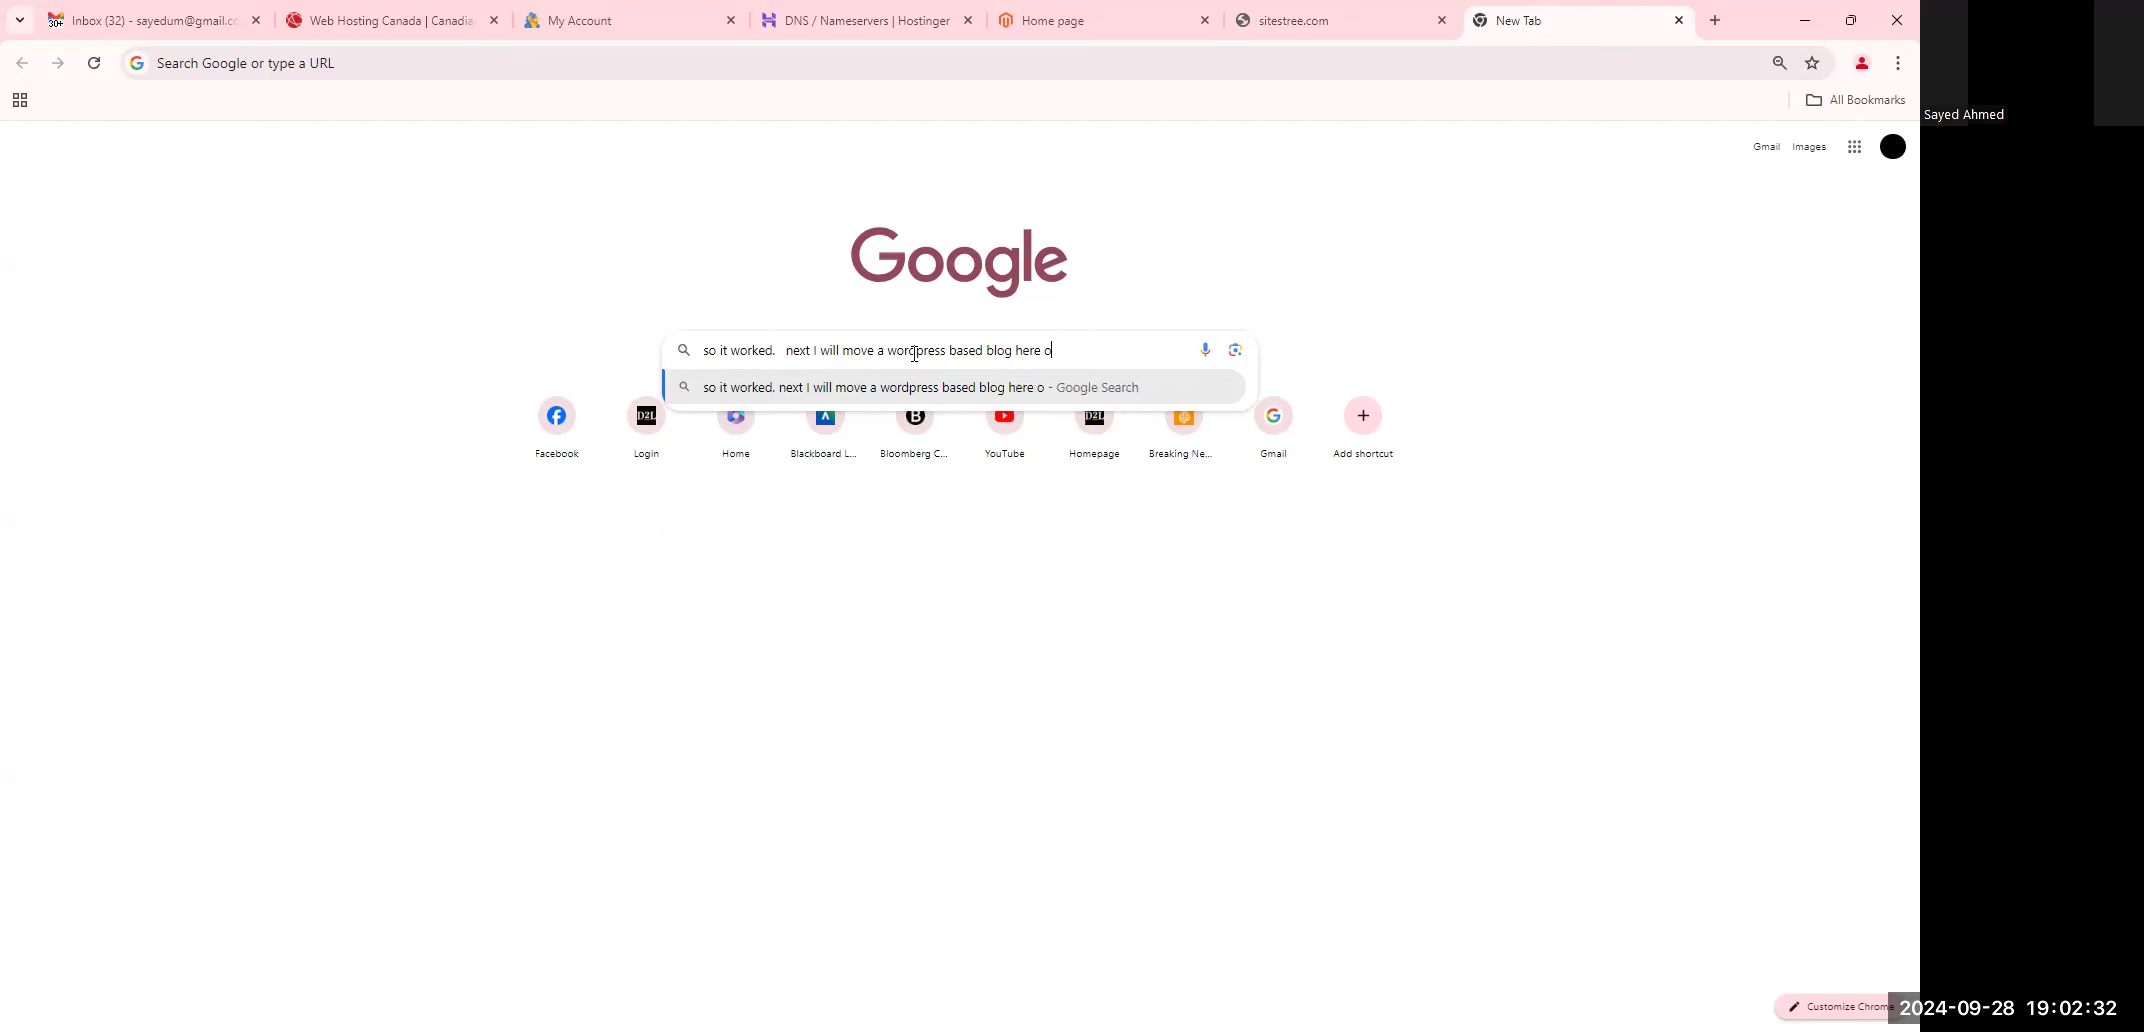 30+ Inbox (32) - sayedum@gmail.c
Web Hosting Canada | Canadia
My Account
DNS / Nameservers | Hostinger
Home page
sitestree.com
New Tab
Search Google or type a URL
All Bookmarks
Sayed Ahmed
Gmail Images
Google
so it worked.   next I will move a wordpress based blog here o
so it worked. next I will move a wordpress based blog here o - Google Search
D2L
B
D2L
Facebook
Login
Home
Blackboard L...
Bloomberg C...
YouTube
Homepage
Breaking Ne...
Gmail
Add shortcut
Customize Chrome
2024-09-28 19:02:32